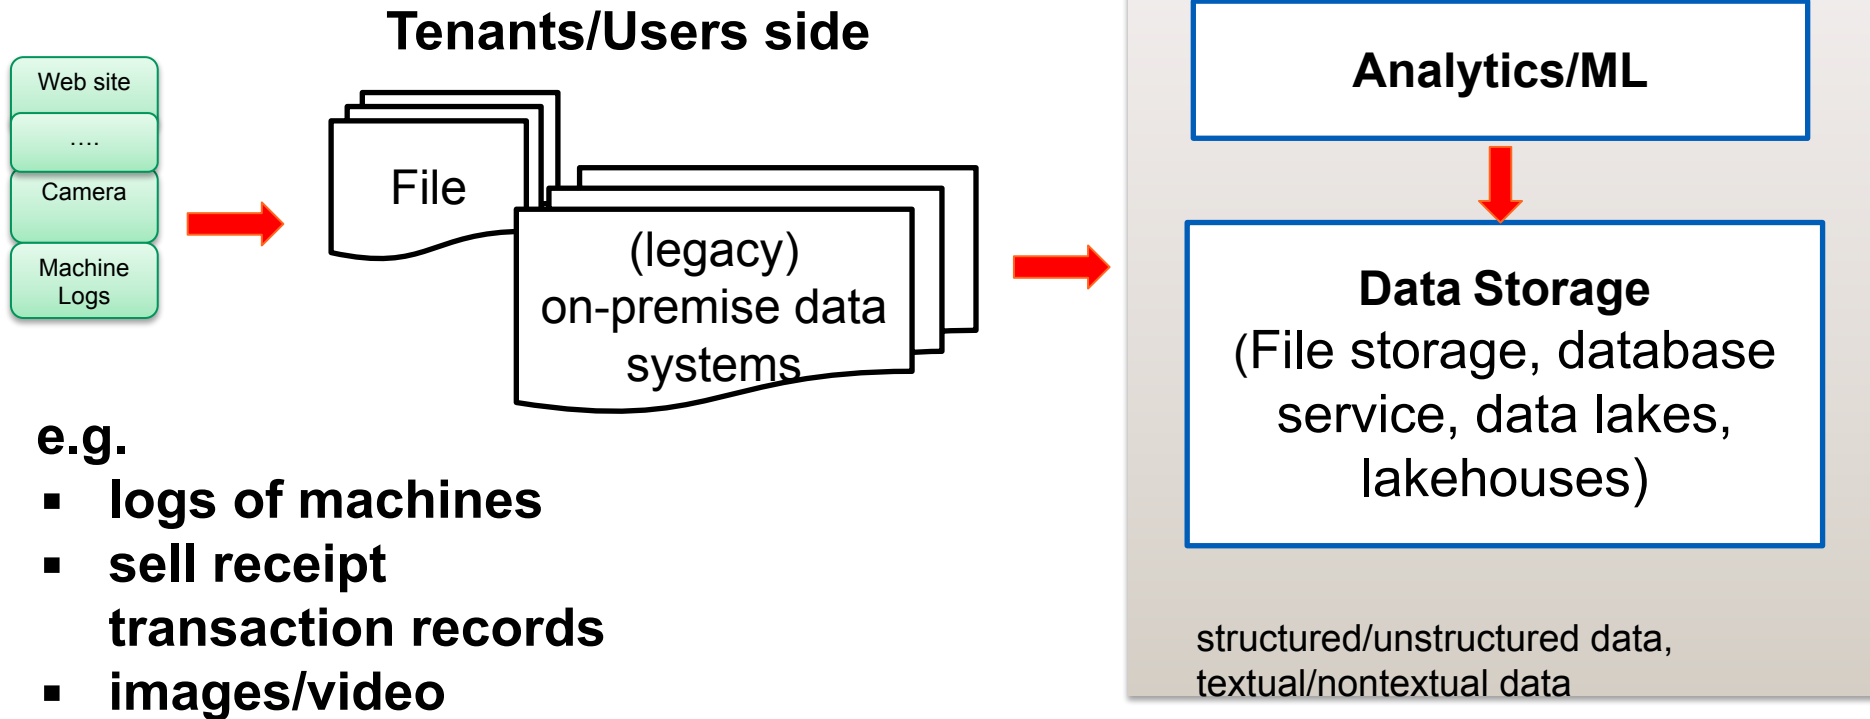 Tenants/Users side
Web site
....
Camera
Machine
Logs
File
(legacy)
on-premise data
systems
e.g.
▪ logs of machines
▪ sell receipt
transaction records
▪ images/video
Analytics/ML
Data Storage
(File storage, database
service, data lakes,
lakehouses)
structured/unstructured data,
textual/nontextual data